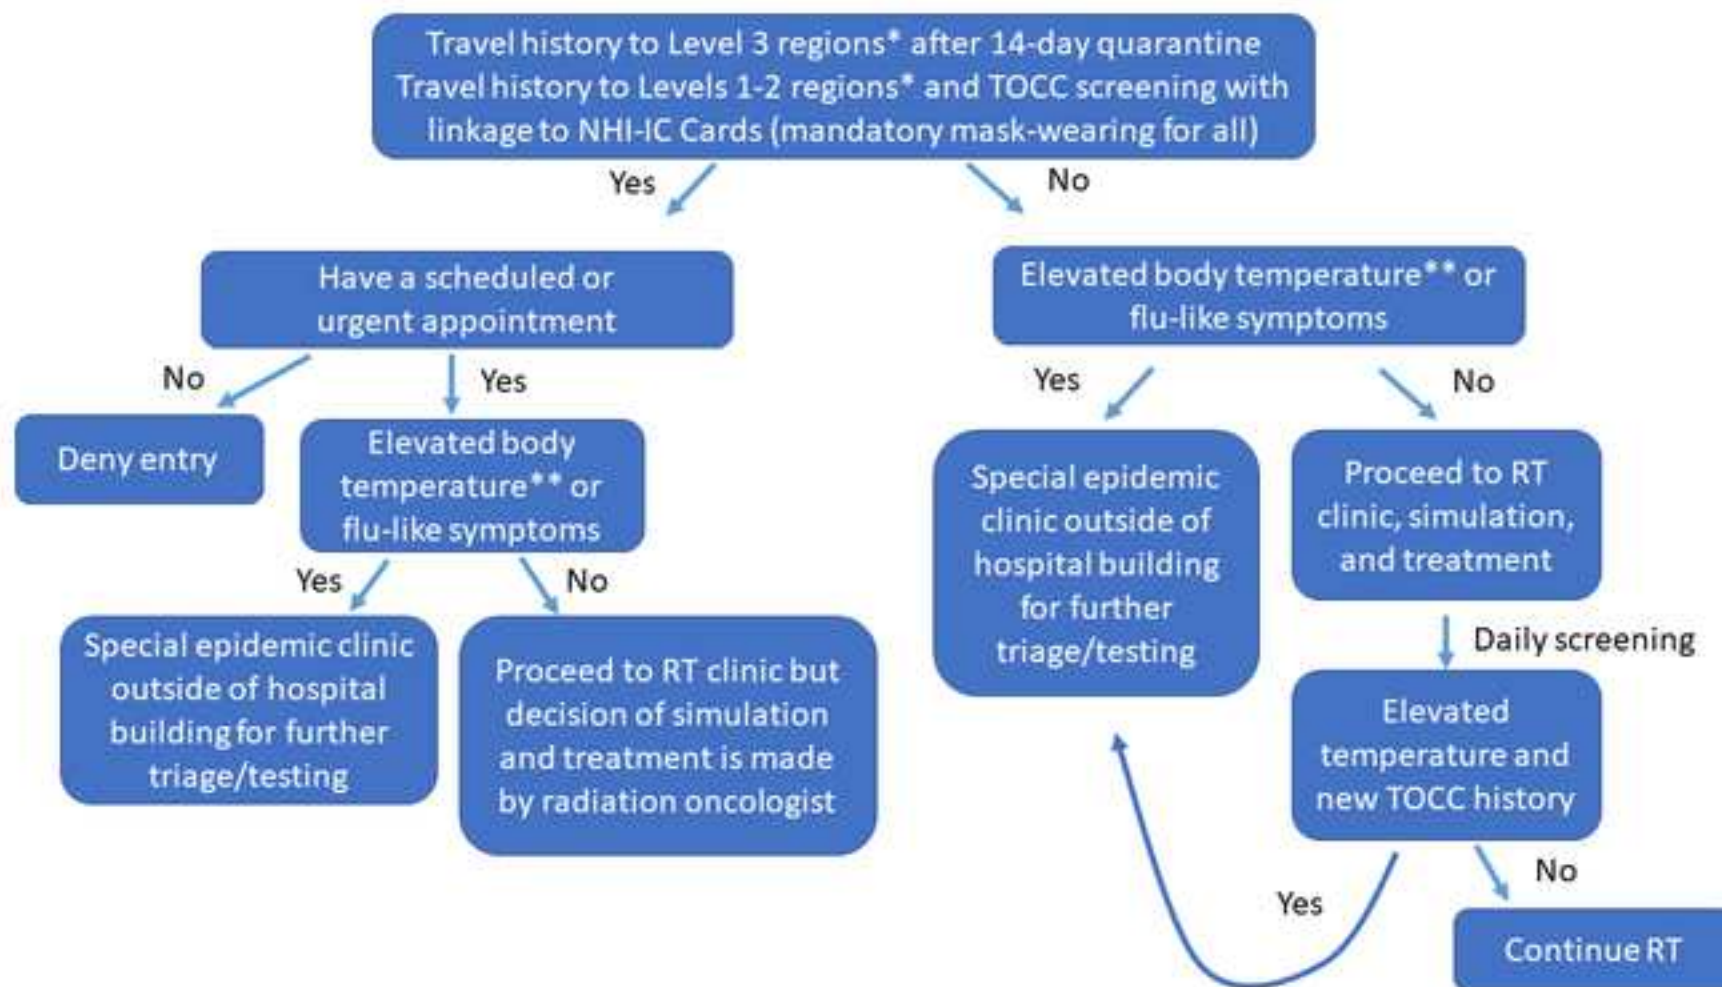 Travel history to Level 3 regions* after 14-day quarantine
Travel history to Levels 1-2 regions* and TOCC screening with
linkage to NHI-IC Cards (mandatory mask-wearing for all)
Yes
No
Have a scheduled or
urgent appointment
Elevated body temperature** or
flu-like symptoms
No
Yes
Yes
No
Deny entry
Elevated body
temperature** or
flu-like symptoms
Special epidemic
clinic outside of
hospital building
for further
triage/testing
Proceed to RT
clinic, simulation,
and treatment
Yes
No
Special epidemic clinic
outside of hospital
building for further
triage/testing
Proceed to RT clinic but
decision of simulation
and treatment is made
by radiation oncologist
Daily screening
Elevated
temperature and
new TOCC history
Yes
No
Continue RT